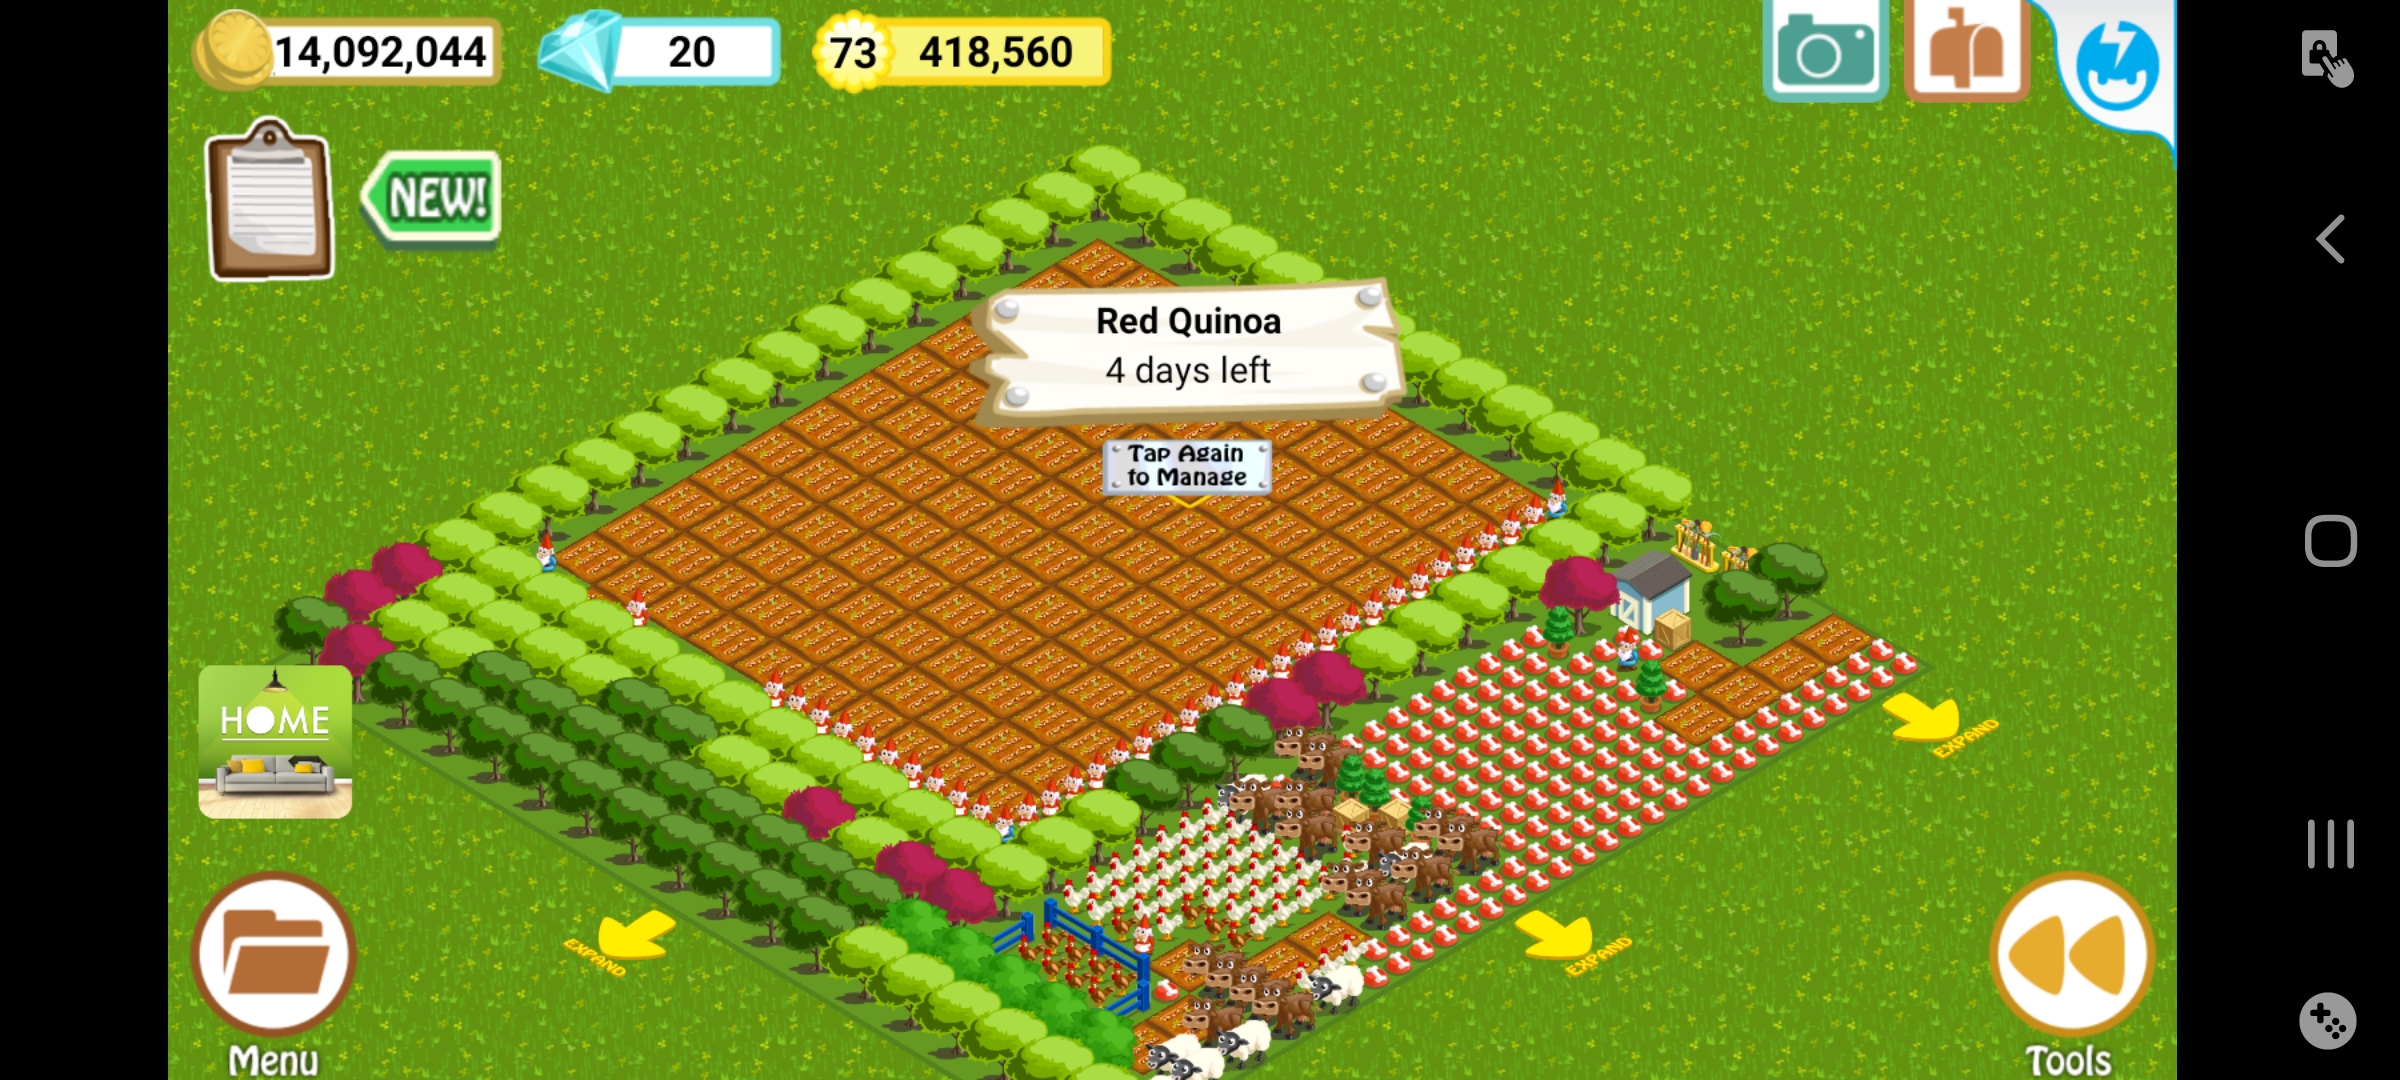 14,092,044
20
73
418,560
NEW!
Red Quinoa
4 days left
Tap Again
to Manage
HOME
EXPAND
EXPAND
EXPAND
Menu
Tools